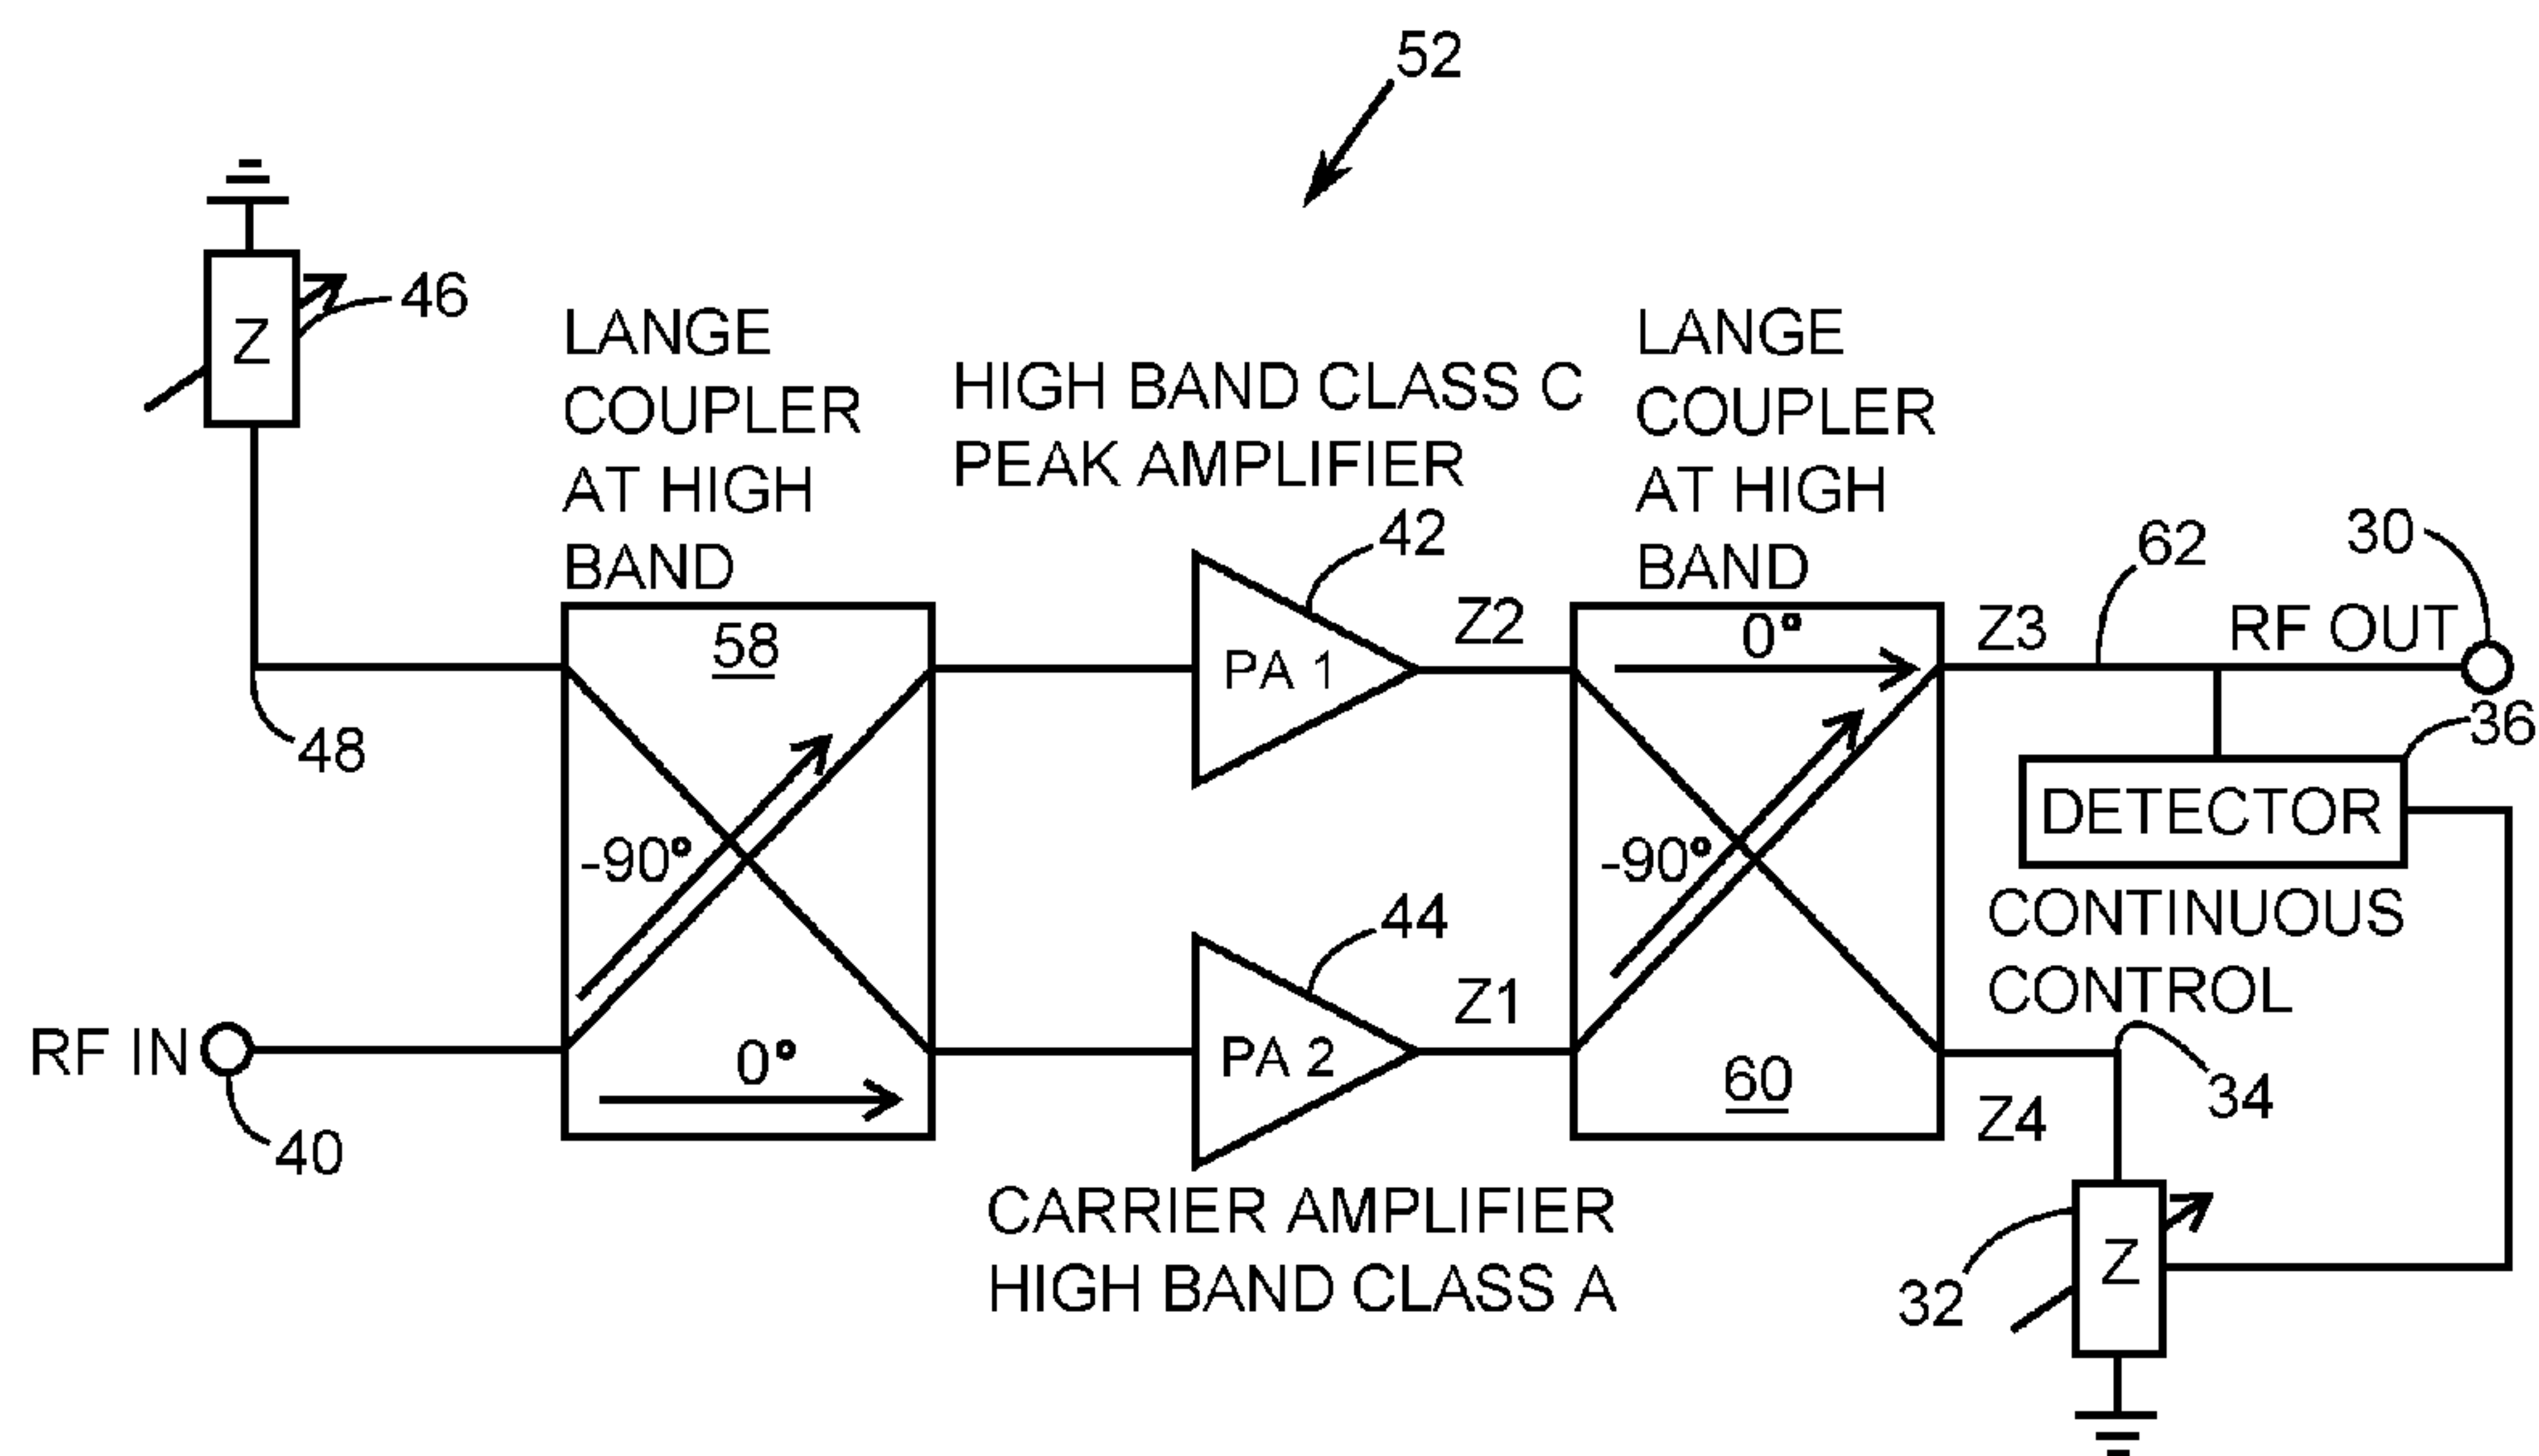 52
46
Z
LANGE
COUPLER
AT HIGH
BAND
HIGH BAND CLASS C
PEAK AMPLIFIER
LANGE
COUPLER
AT HIGH
BAND
42
62
30
58
0°
Z2
Z3
RF OUT
PA 1
48
36
DETECTOR
-90°
-90°
44
CONTINUOUS
CONTROL
Z1
RF IN
0°
PA 2
60
34
Z4
40
CARRIER AMPLIFIER
HIGH BAND CLASS A
32
Z